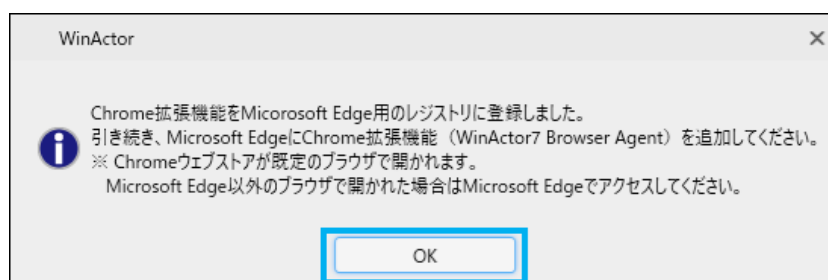 WinActor
Chrome拡張機能をMicorosoft Edge用のレジストリに登録しました。
引き続き、Microsoft EdgeにChrome拡張機能（WinActor7 Browser Agent）を追加してください。
※ Chromeウェブストアが既定のブラウザで開かれます。
Microsoft Edge以外のブラウザで開かれた場合はMicrosoft Edgeでアクセスしてください。
OK